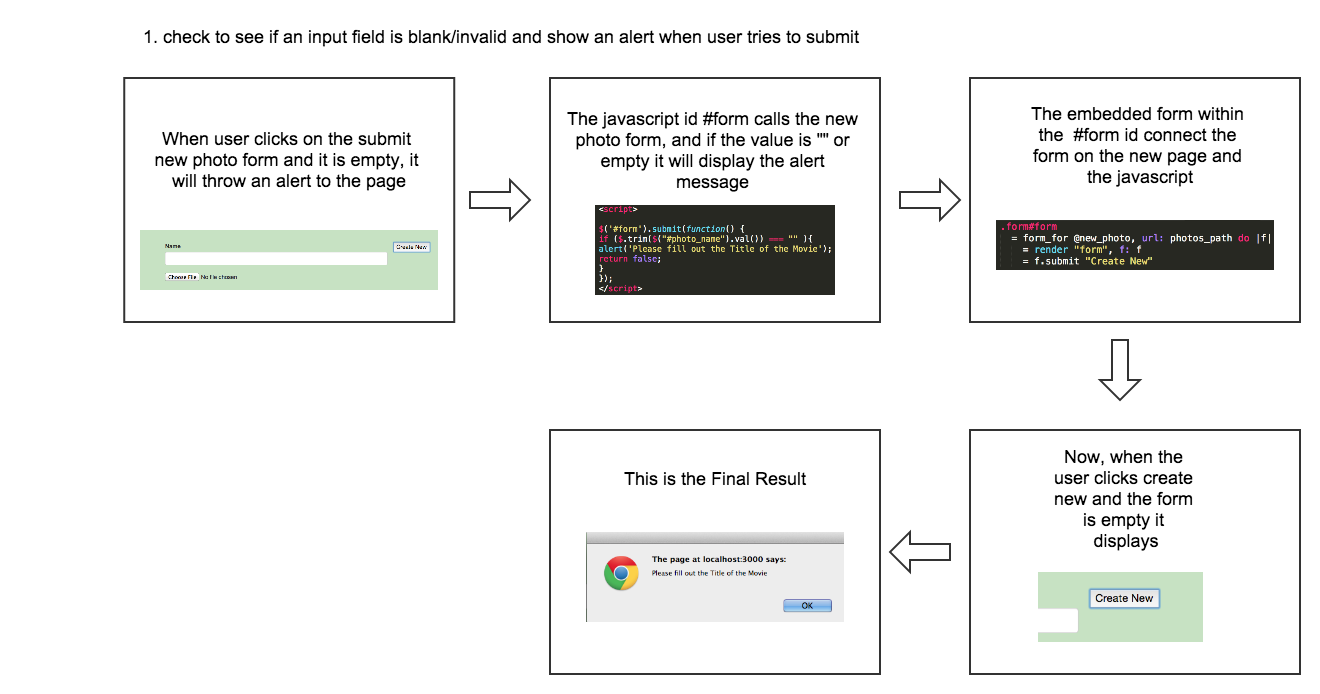 1. check to see if an input field is blank/invalid and show an alert when user tries to submit
When user clicks on the submit
new photo form and it is empty, it
will throw an alert to the page
Name
Create New
Choose File No file chosen
The javascript id #form calls the new
photo form, and if the value is "" or
empty it will display the alert
message
<script>
$('#form').submit(function() {
if ($.trim($("#photo_name").val()) === "" ){
alert('Please fill out the Title of the Movie');
return false;
}
});
</script>
The embedded form within
the #form id connect the
form on the new page and
the javascript
.form#form
= form_for @new_photo, url: photos_path do |f|
= render "form", f: f
= f.submit "Create New"
Now, when the
user clicks create
new and the form
is empty it
displays
Create New
This is the Final Result
The page at localhost:3000 says:
Please fill out the Title of the Movie
OK